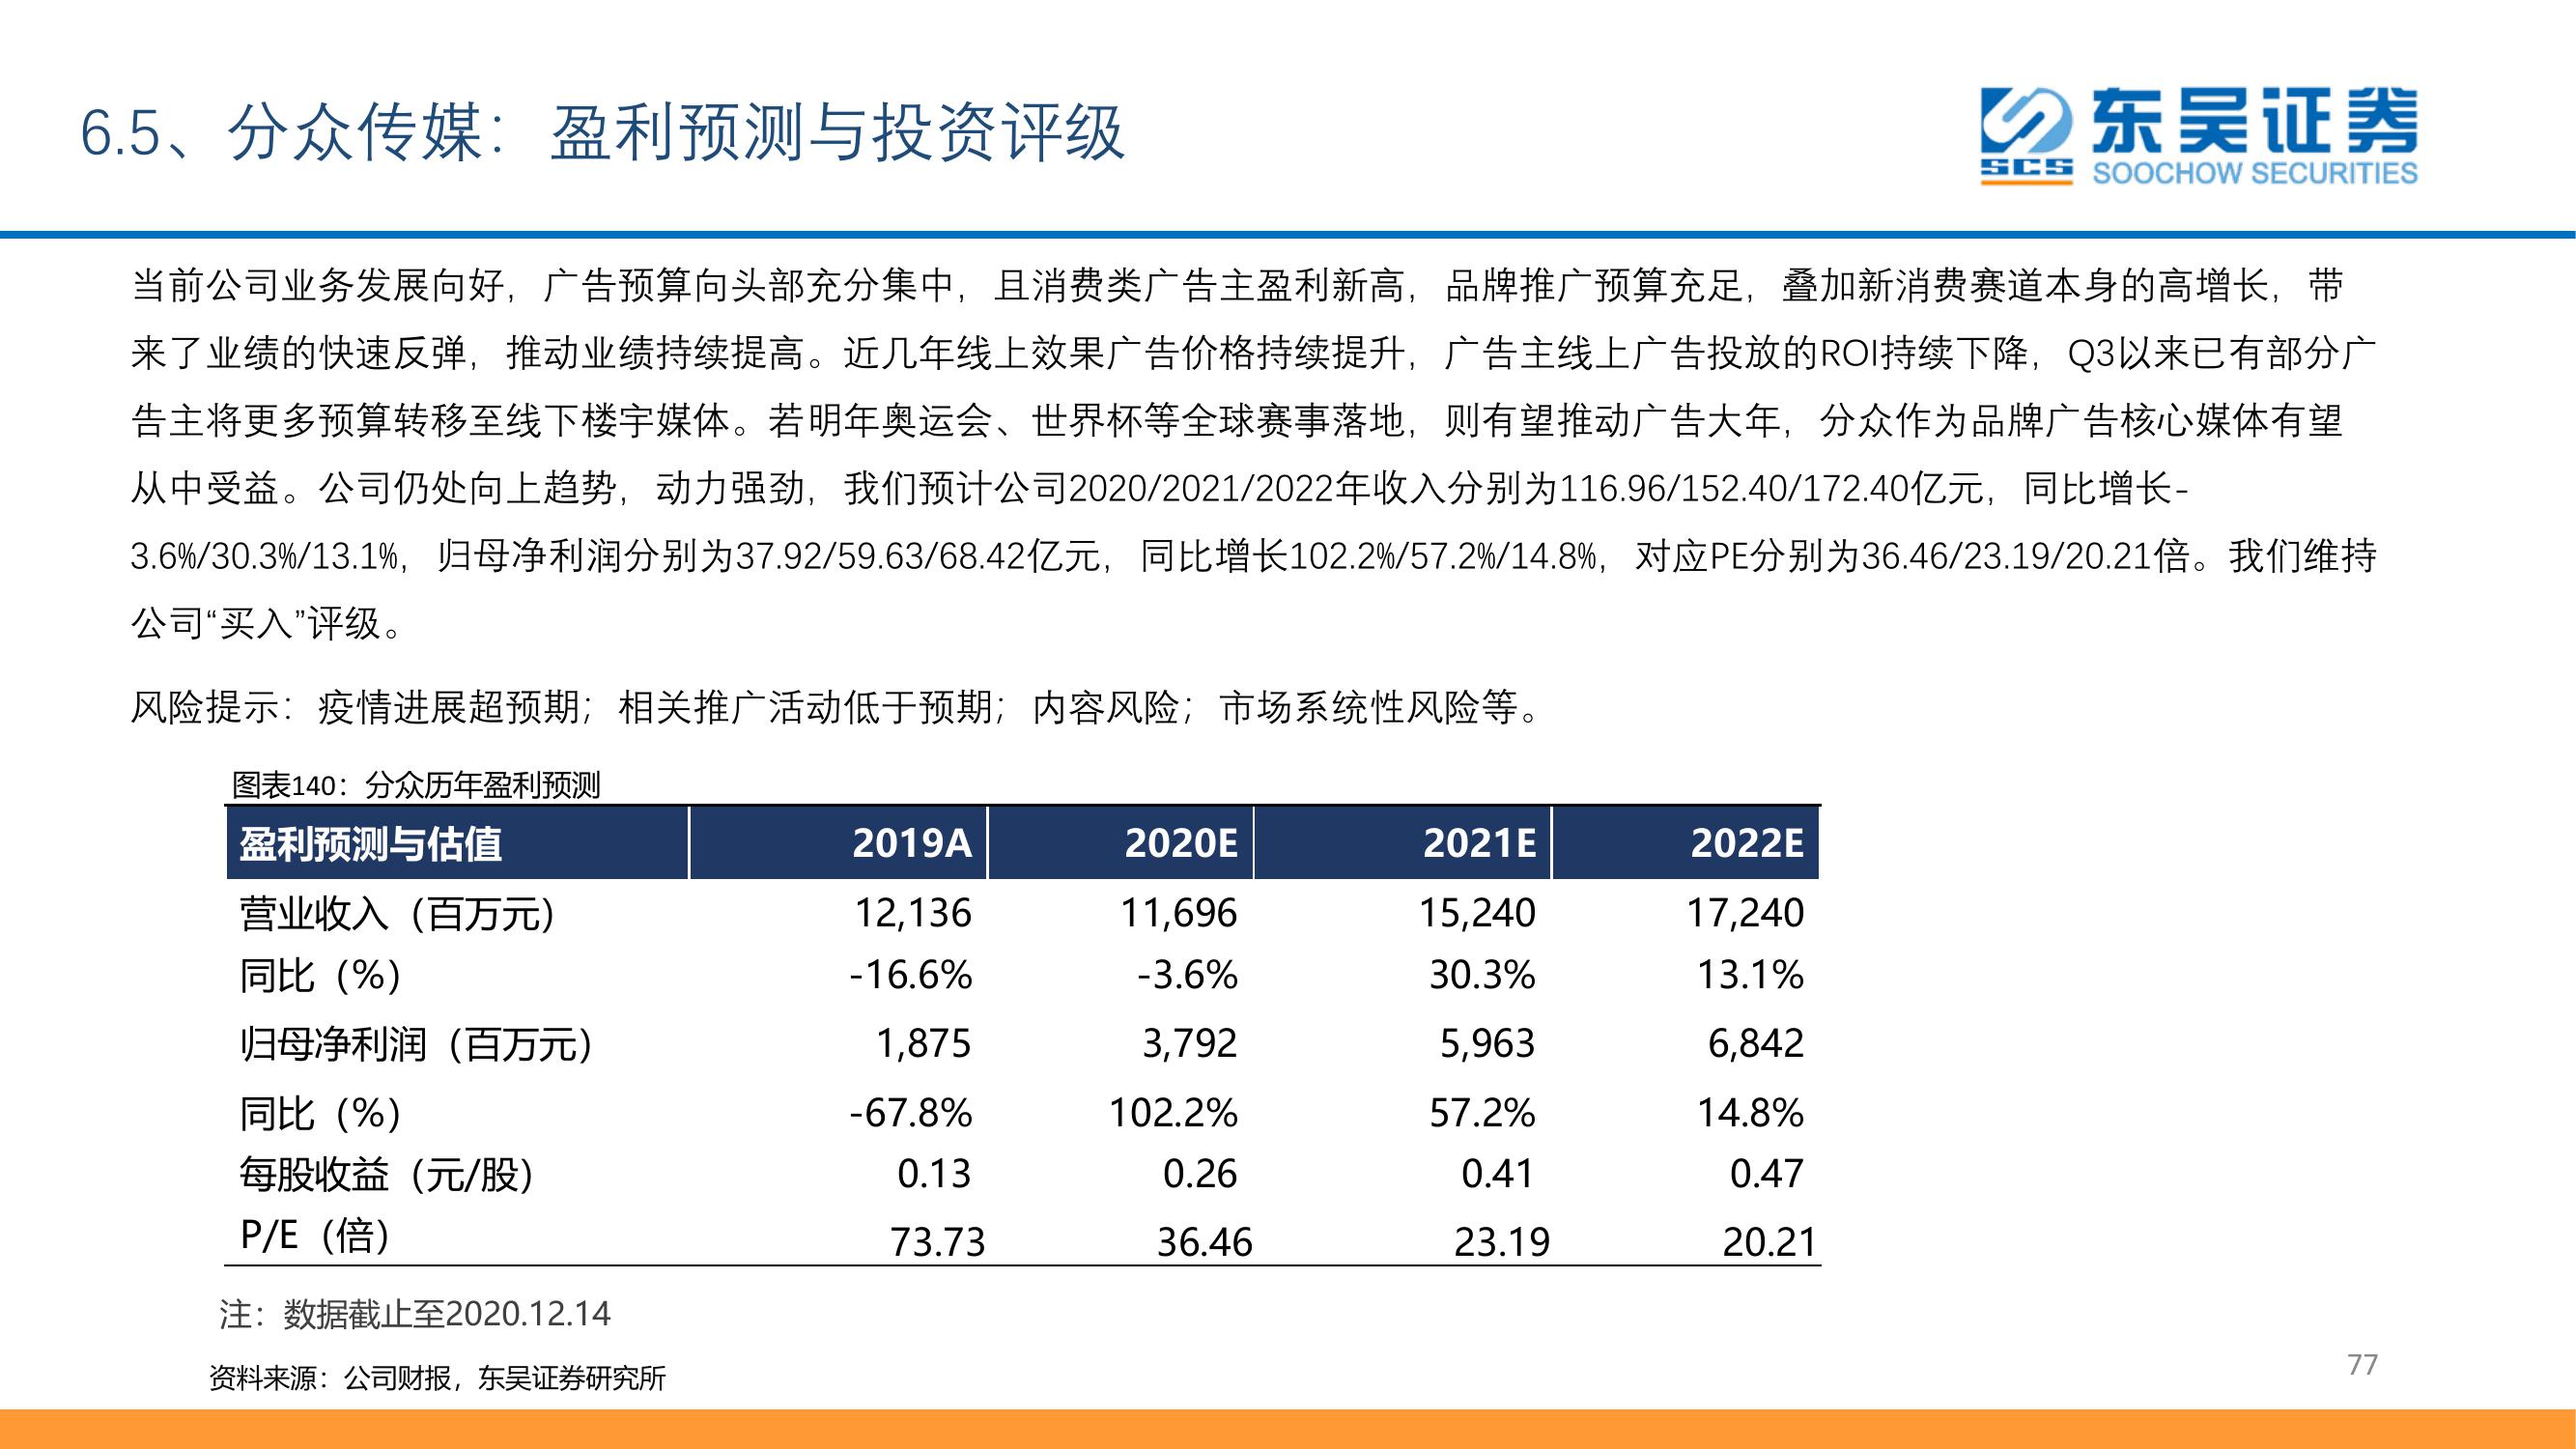 6.5、分众传媒：盈利预测与投资评级
东吴证券
SCS
SOOCHOW SECURITIES
当前公司业务发展向好，广告预算向头部充分集中，且消费类广告主盈利新高，品牌推广预算充足，叠加新消费赛道本身的高增长，带
来了业绩的快速反弹，推动业绩持续提高。近几年线上效果广告价格持续提升，广告主线上广告投放的ROI持续下降，Q3以来已有部分广
告主将更多预算转移至线下楼宇媒体。若明年奥运会、世界杯等全球赛事落地，则有望推动广告大年，分众作为品牌广告核心媒体有望
从中受益。公司仍处向上趋势，动力强劲，我们预计公司2020/2021/2022年收入分别为116.96/152.40/172.40亿元，同比增长-
3.6%/30.3%/13.1%，归母净利润分别为37.92/59.63/68.42亿元，同比增长102.2%/57.2%/14.8%，对应PE分别为36.46/23.19/20.21倍。我们维持
公司“买入”评级。
风险提示：疫情进展超预期；相关推广活动低于预期；内容风险；市场系统性风险等。
图表140：分众历年盈利预测
盈利预测与估值 2019A 2020E 2021E 2022E
营业收入（百万元） 12,136 11,696 15,240 17,240
同比（%） -16.6% -3.6% 30.3% 13.1%
归母净利润（百万元） 1,875 3,792 5,963 6,842
同比（%） -67.8% 102.2% 57.2% 14.8%
每股收益（元/股） 0.13 0.26 0.41 0.47
P/E（倍） 73.73 36.46 23.19 20.21
注：数据截止至2020.12.14
资料来源：公司财报，东吴证券研究所
77